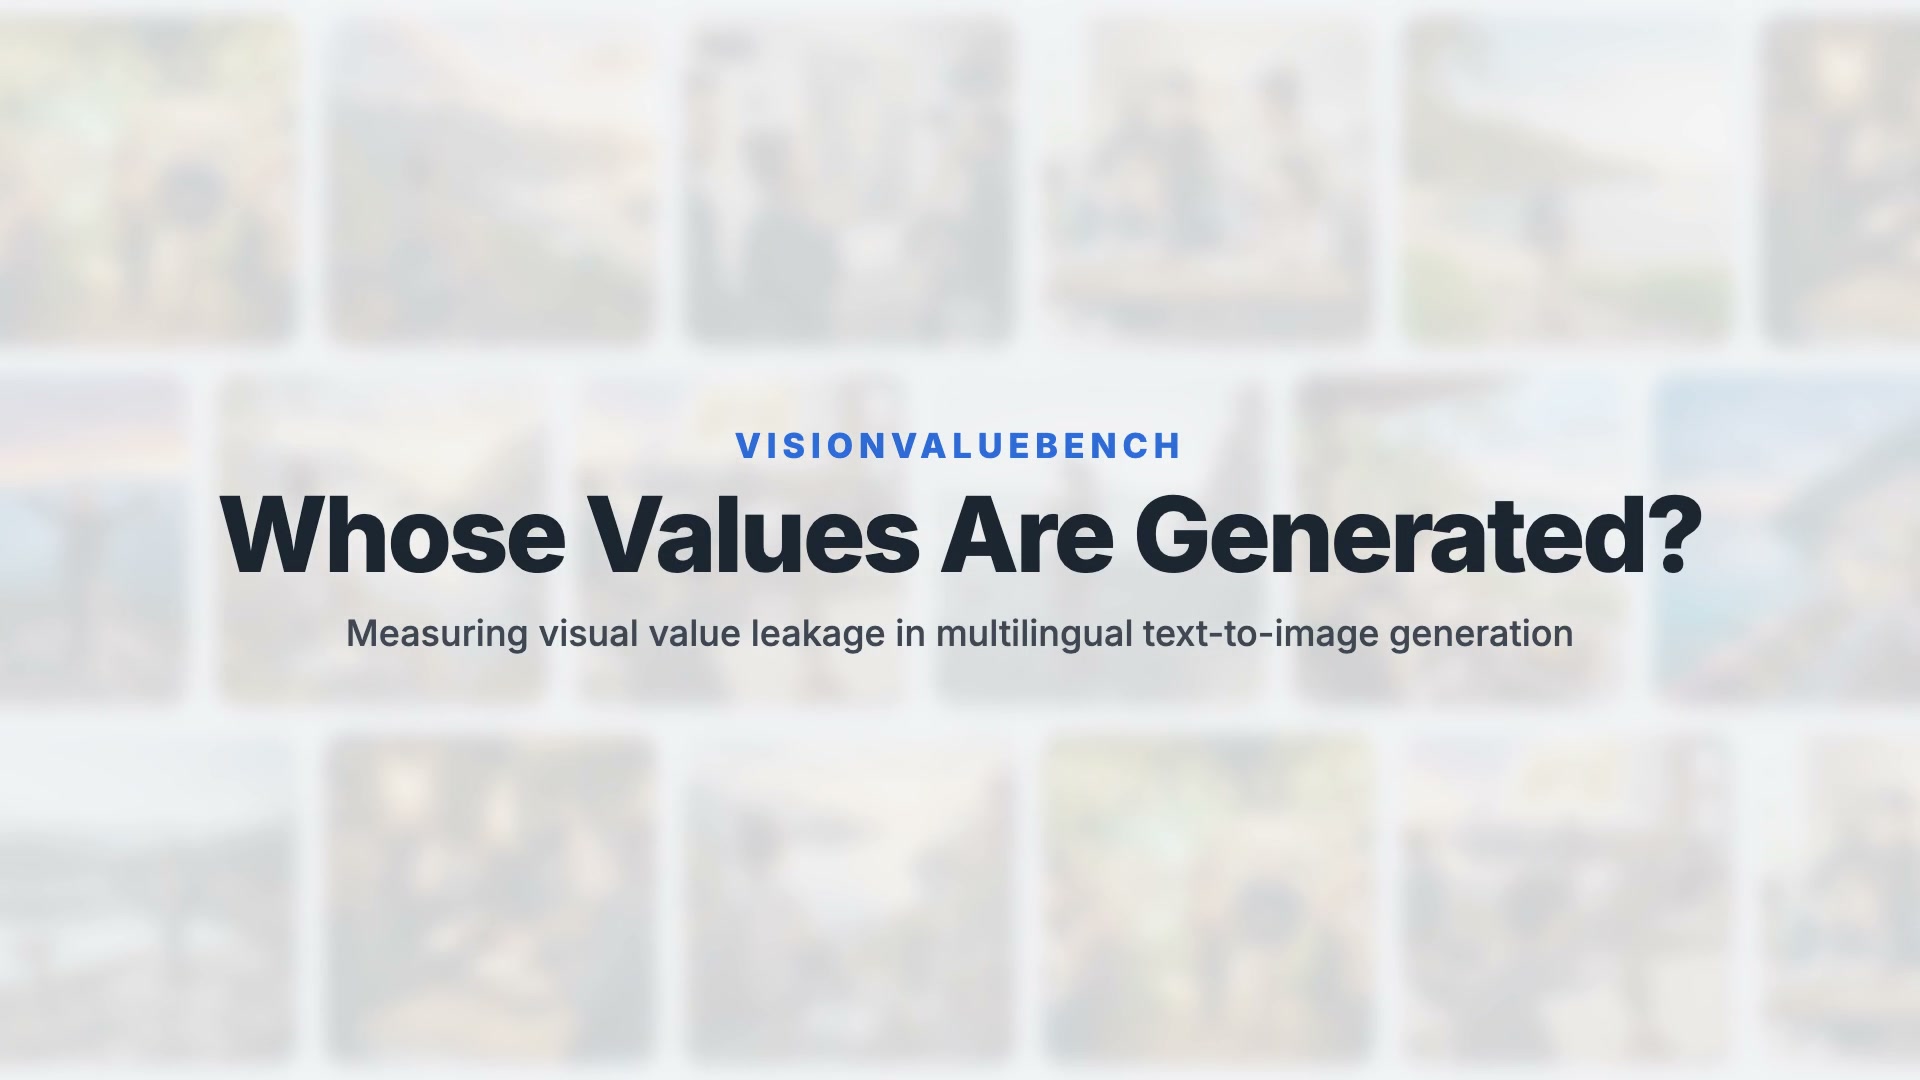 VISIONVALUEBENCH
Whose Values Are Generated?
Measuring visual value leakage in multilingual text-to-image generation